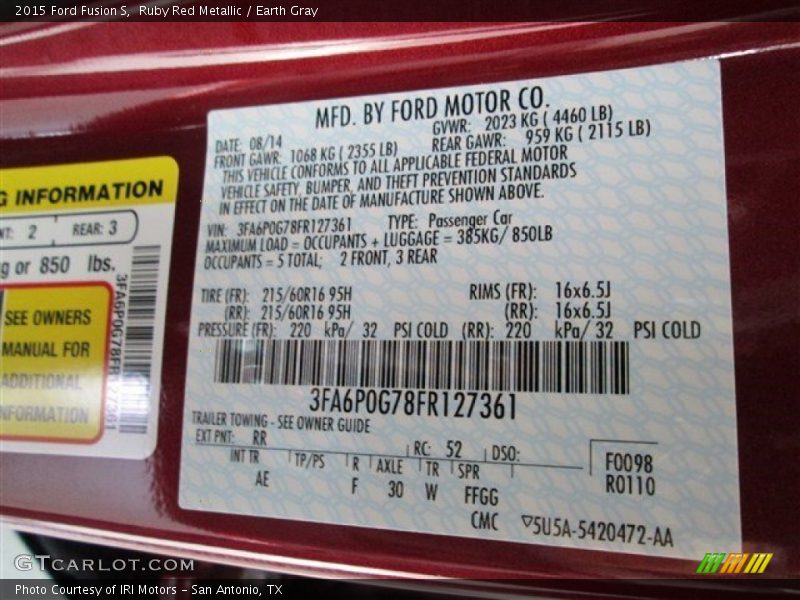 2015 Ford Fusion S,  Ruby Red Metallic / Earth Gray
G INFORMATION
NT: 2 REAR: 3
g or 850 lbs.
SEE OWNERS
MANUAL FOR
ADDITIONAL
INFORMATION
3FA6P0G78FR127361
MFD. BY FORD MOTOR CO.
DATE: 08/14 GVWR: 2023 KG ( 4460 LB)
FRONT GAWR: 1068 KG ( 2355 LB) REAR GAWR: 959 KG ( 2115 LB)
THIS VEHICLE CONFORMS TO ALL APPLICABLE FEDERAL MOTOR
VEHICLE SAFETY, BUMPER, AND THEFT PREVENTION STANDARDS
IN EFFECT ON THE DATE OF MANUFACTURE SHOWN ABOVE.
VIN: 3FA6P0G78FR127361 TYPE: Passenger Car
MAXIMUM LOAD = OCCUPANTS + LUGGAGE = 385KG/ 850LB
OCCUPANTS = 5 TOTAL; 2 FRONT, 3 REAR
TIRE (FR): 215/60R16 95H RIMS (FR): 16x6.5J
(RR): 215/60R16 95H (RR): 16x6.5J
PRESSURE (FR): 220 kPa/ 32 PSI COLD (RR): 220 kPa/ 32 PSI COLD
3FA6P0G78FR127361
TRAILER TOWING - SEE OWNER GUIDE
EXT PNT: RR RC: 52 DSO:
INT TR TP/PS R AXLE TR SPR
AE F 30 W FFGG
F0098
R0110
CMC ▽5U5A-5420472-AA
GTCARLOT.COM
Photo Courtesy of IRI Motors - San Antonio, TX